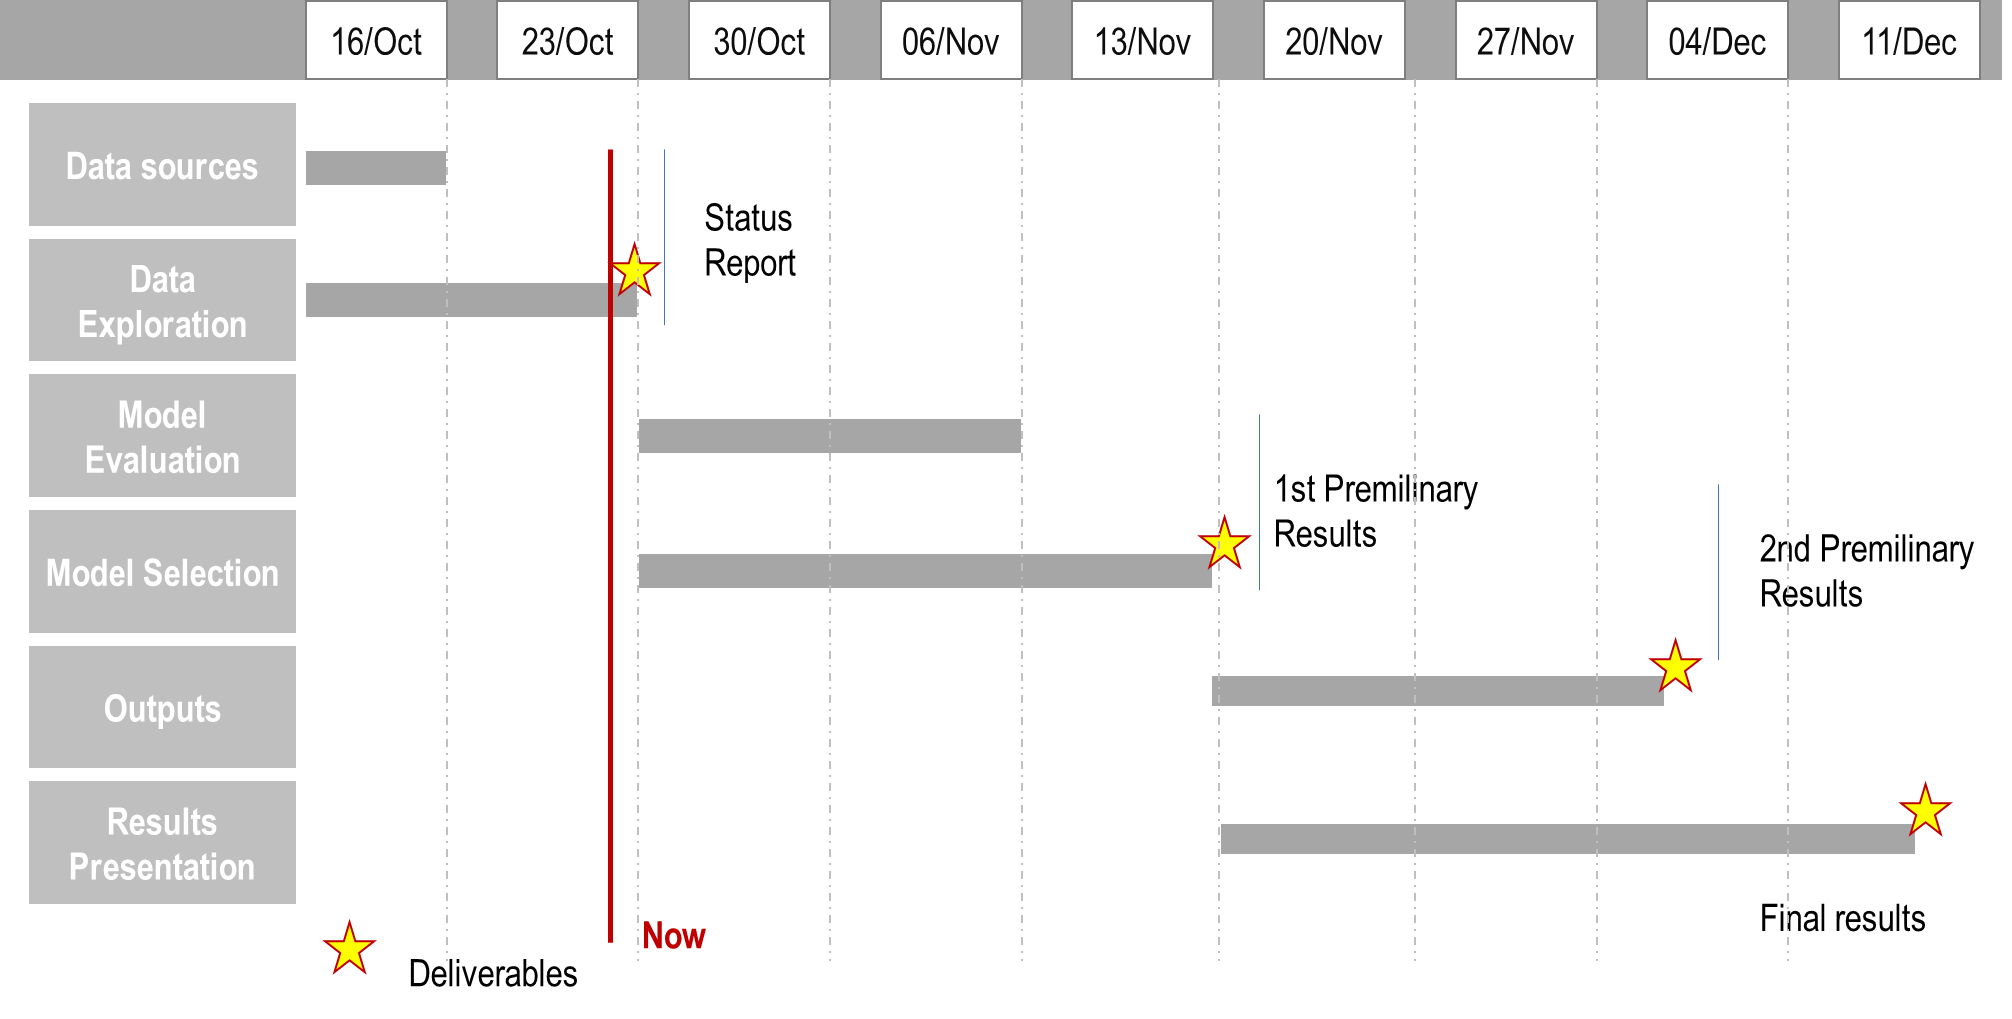 16/Oct
23/Oct
30/Oct
06/Nov
13/Nov
20/Nov
27/Nov
04/Dec
11/Dec
Data sources
Status
Report
Data
Exploration
Model
Evaluation
1st Premilinary
Results
Model Selection
2nd Premilinary
Results
Outputs
Results
Presentation
Final results
Now
Deliverables